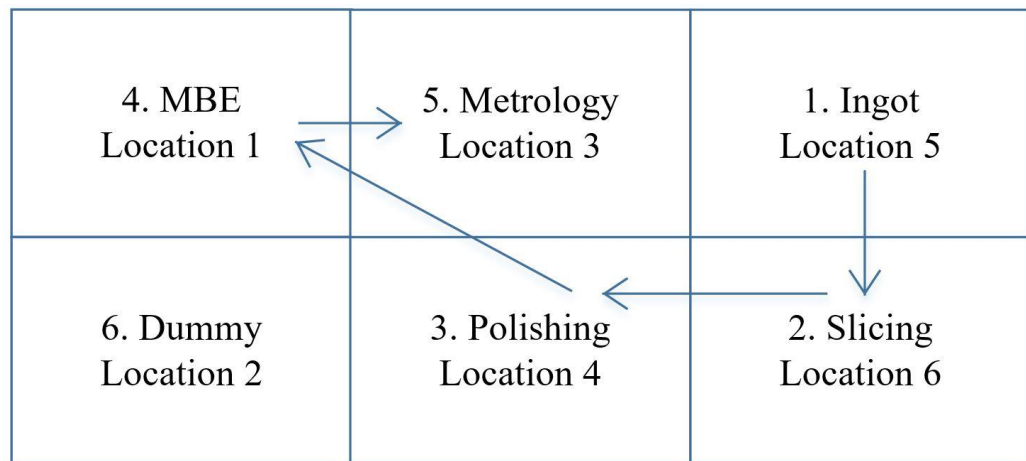 4. MBE
Location 1
5. Metrology
Location 3
1. Ingot
Location 5
6. Dummy
Location 2
3. Polishing
Location 4
2. Slicing
Location 6